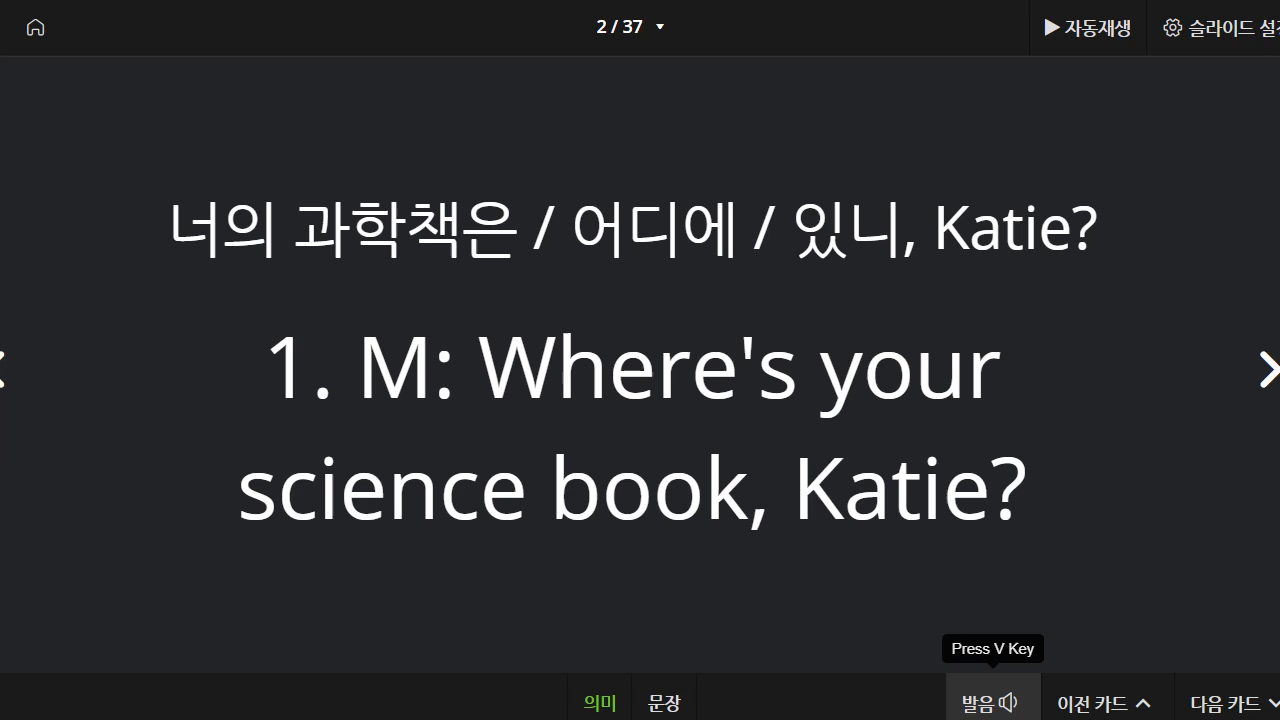 2 / 37
자동재생
슬라이드 설정
너의 과학책은 / 어디에 / 있니, Katie?
1. M: Where's your
science book, Katie?
Press V Key
의미
문장
발음
이전 카드
다음 카드